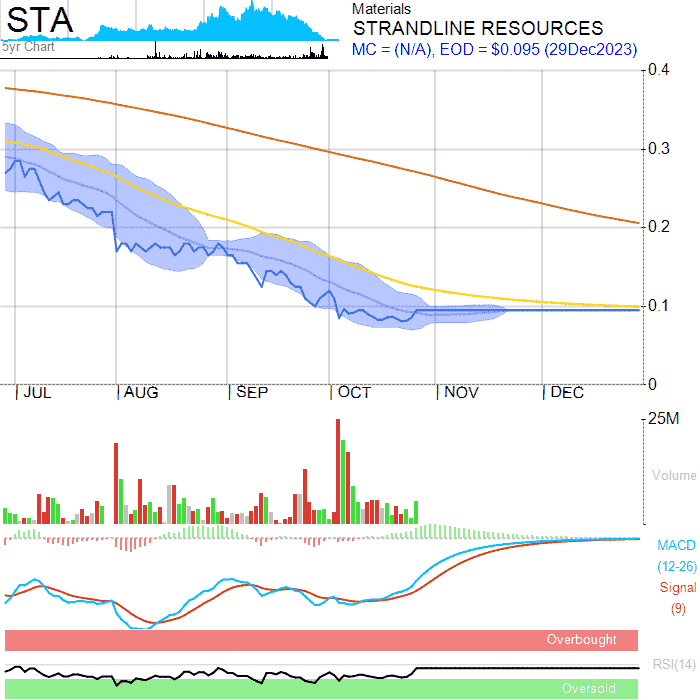 STA
5yr Chart
Materials
STRANDLINE RESOURCES
MC = (N/A), EOD = $0.095 (29Dec2023)
0.4
0.3
0.2
0.1
0
JUL AUG SEP OCT NOV DEC
25M
Volume
MACD
(12-26)
Signal
(9)
Overbought
RSI(14)
Oversold